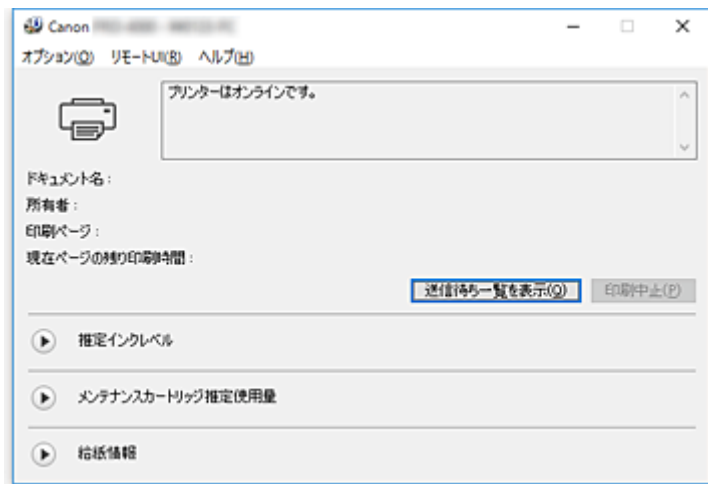 Canon
オプション(O) リモートUI(R) ヘルプ(H)
プリンターはオンラインです。
ドキュメント名 :
所有者 :
印刷ページ :
現在ページの残り印刷時間 :
送信待ち一覧を表示(Q) 印刷中止(P)
推定インクレベル
メンテナンスカートリッジ推定使用量
給紙情報